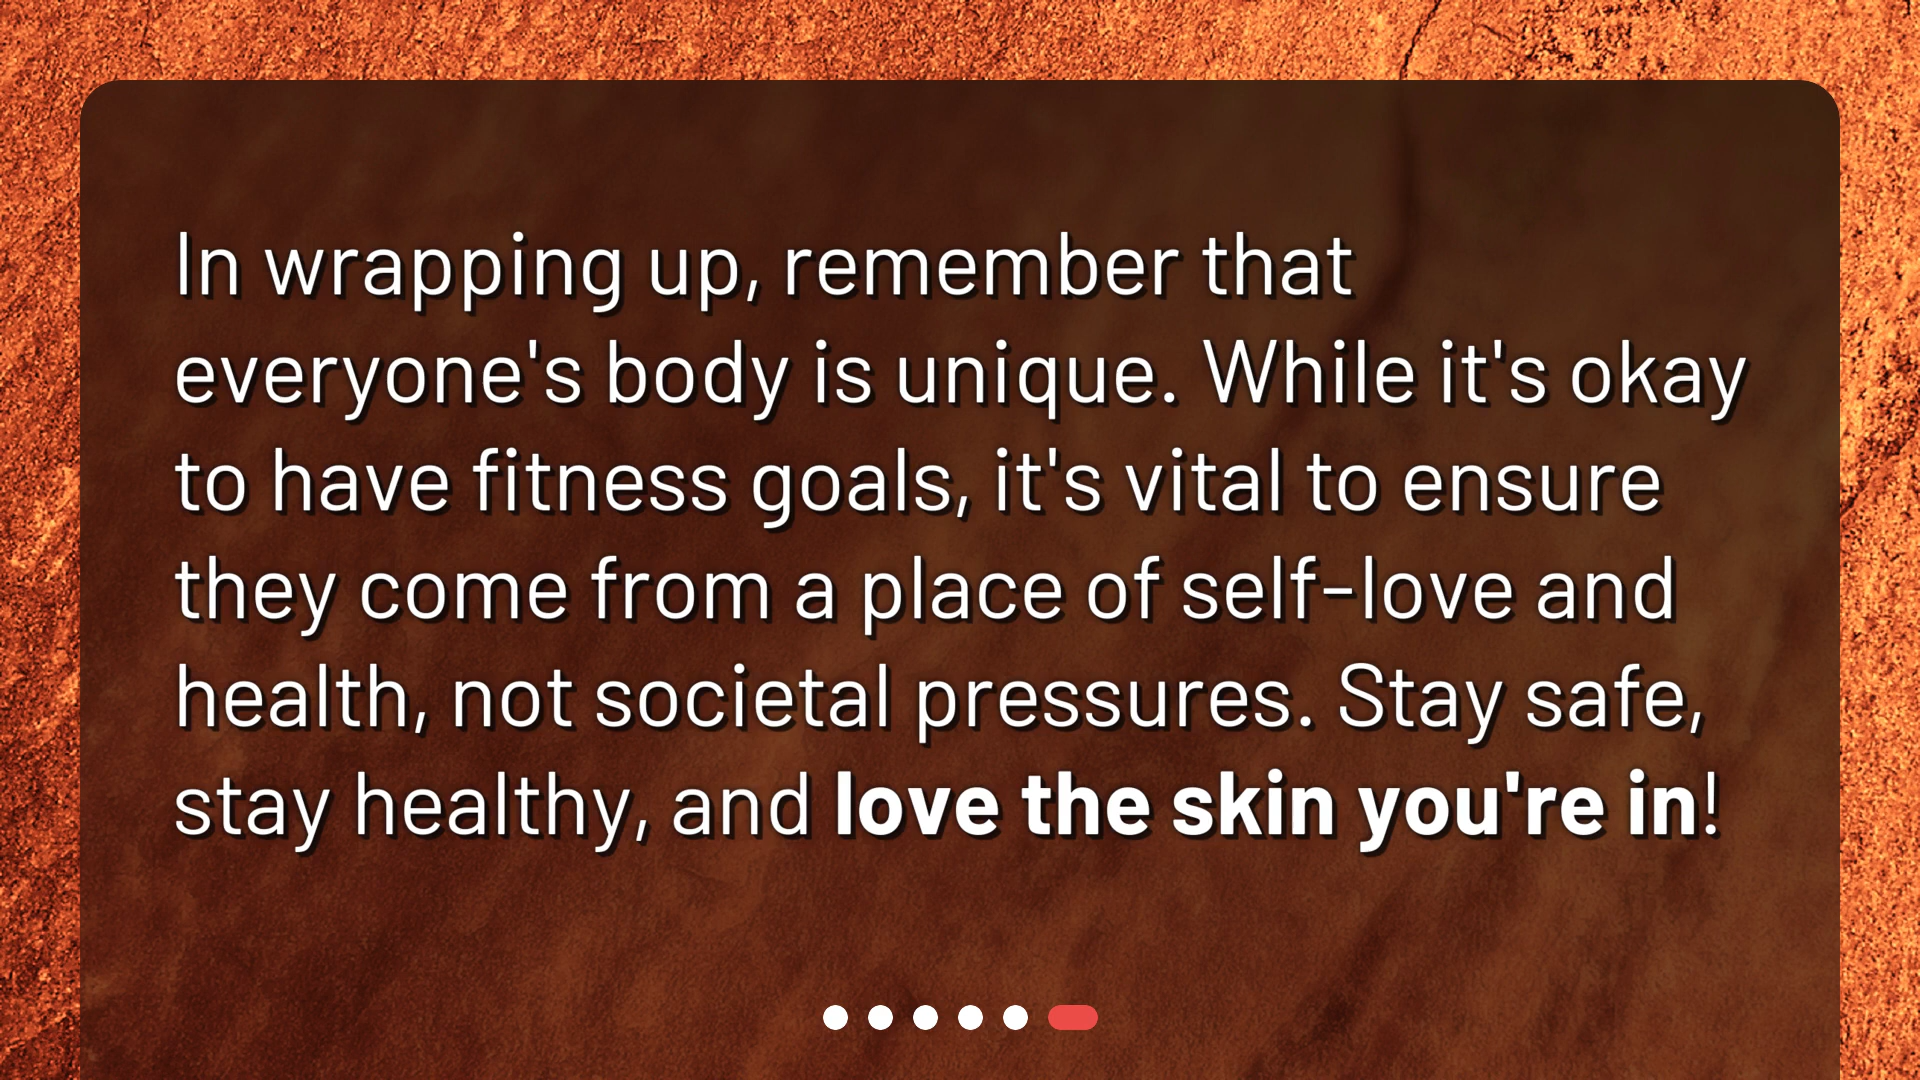 In wrapping up, remember that
everyone's body is unique. While it's okay
to have fitness goals, it's vital to ensure
they come from a place of self-love and
health, not societal pressures. Stay safe,
stay healthy, and love the skin you're in!